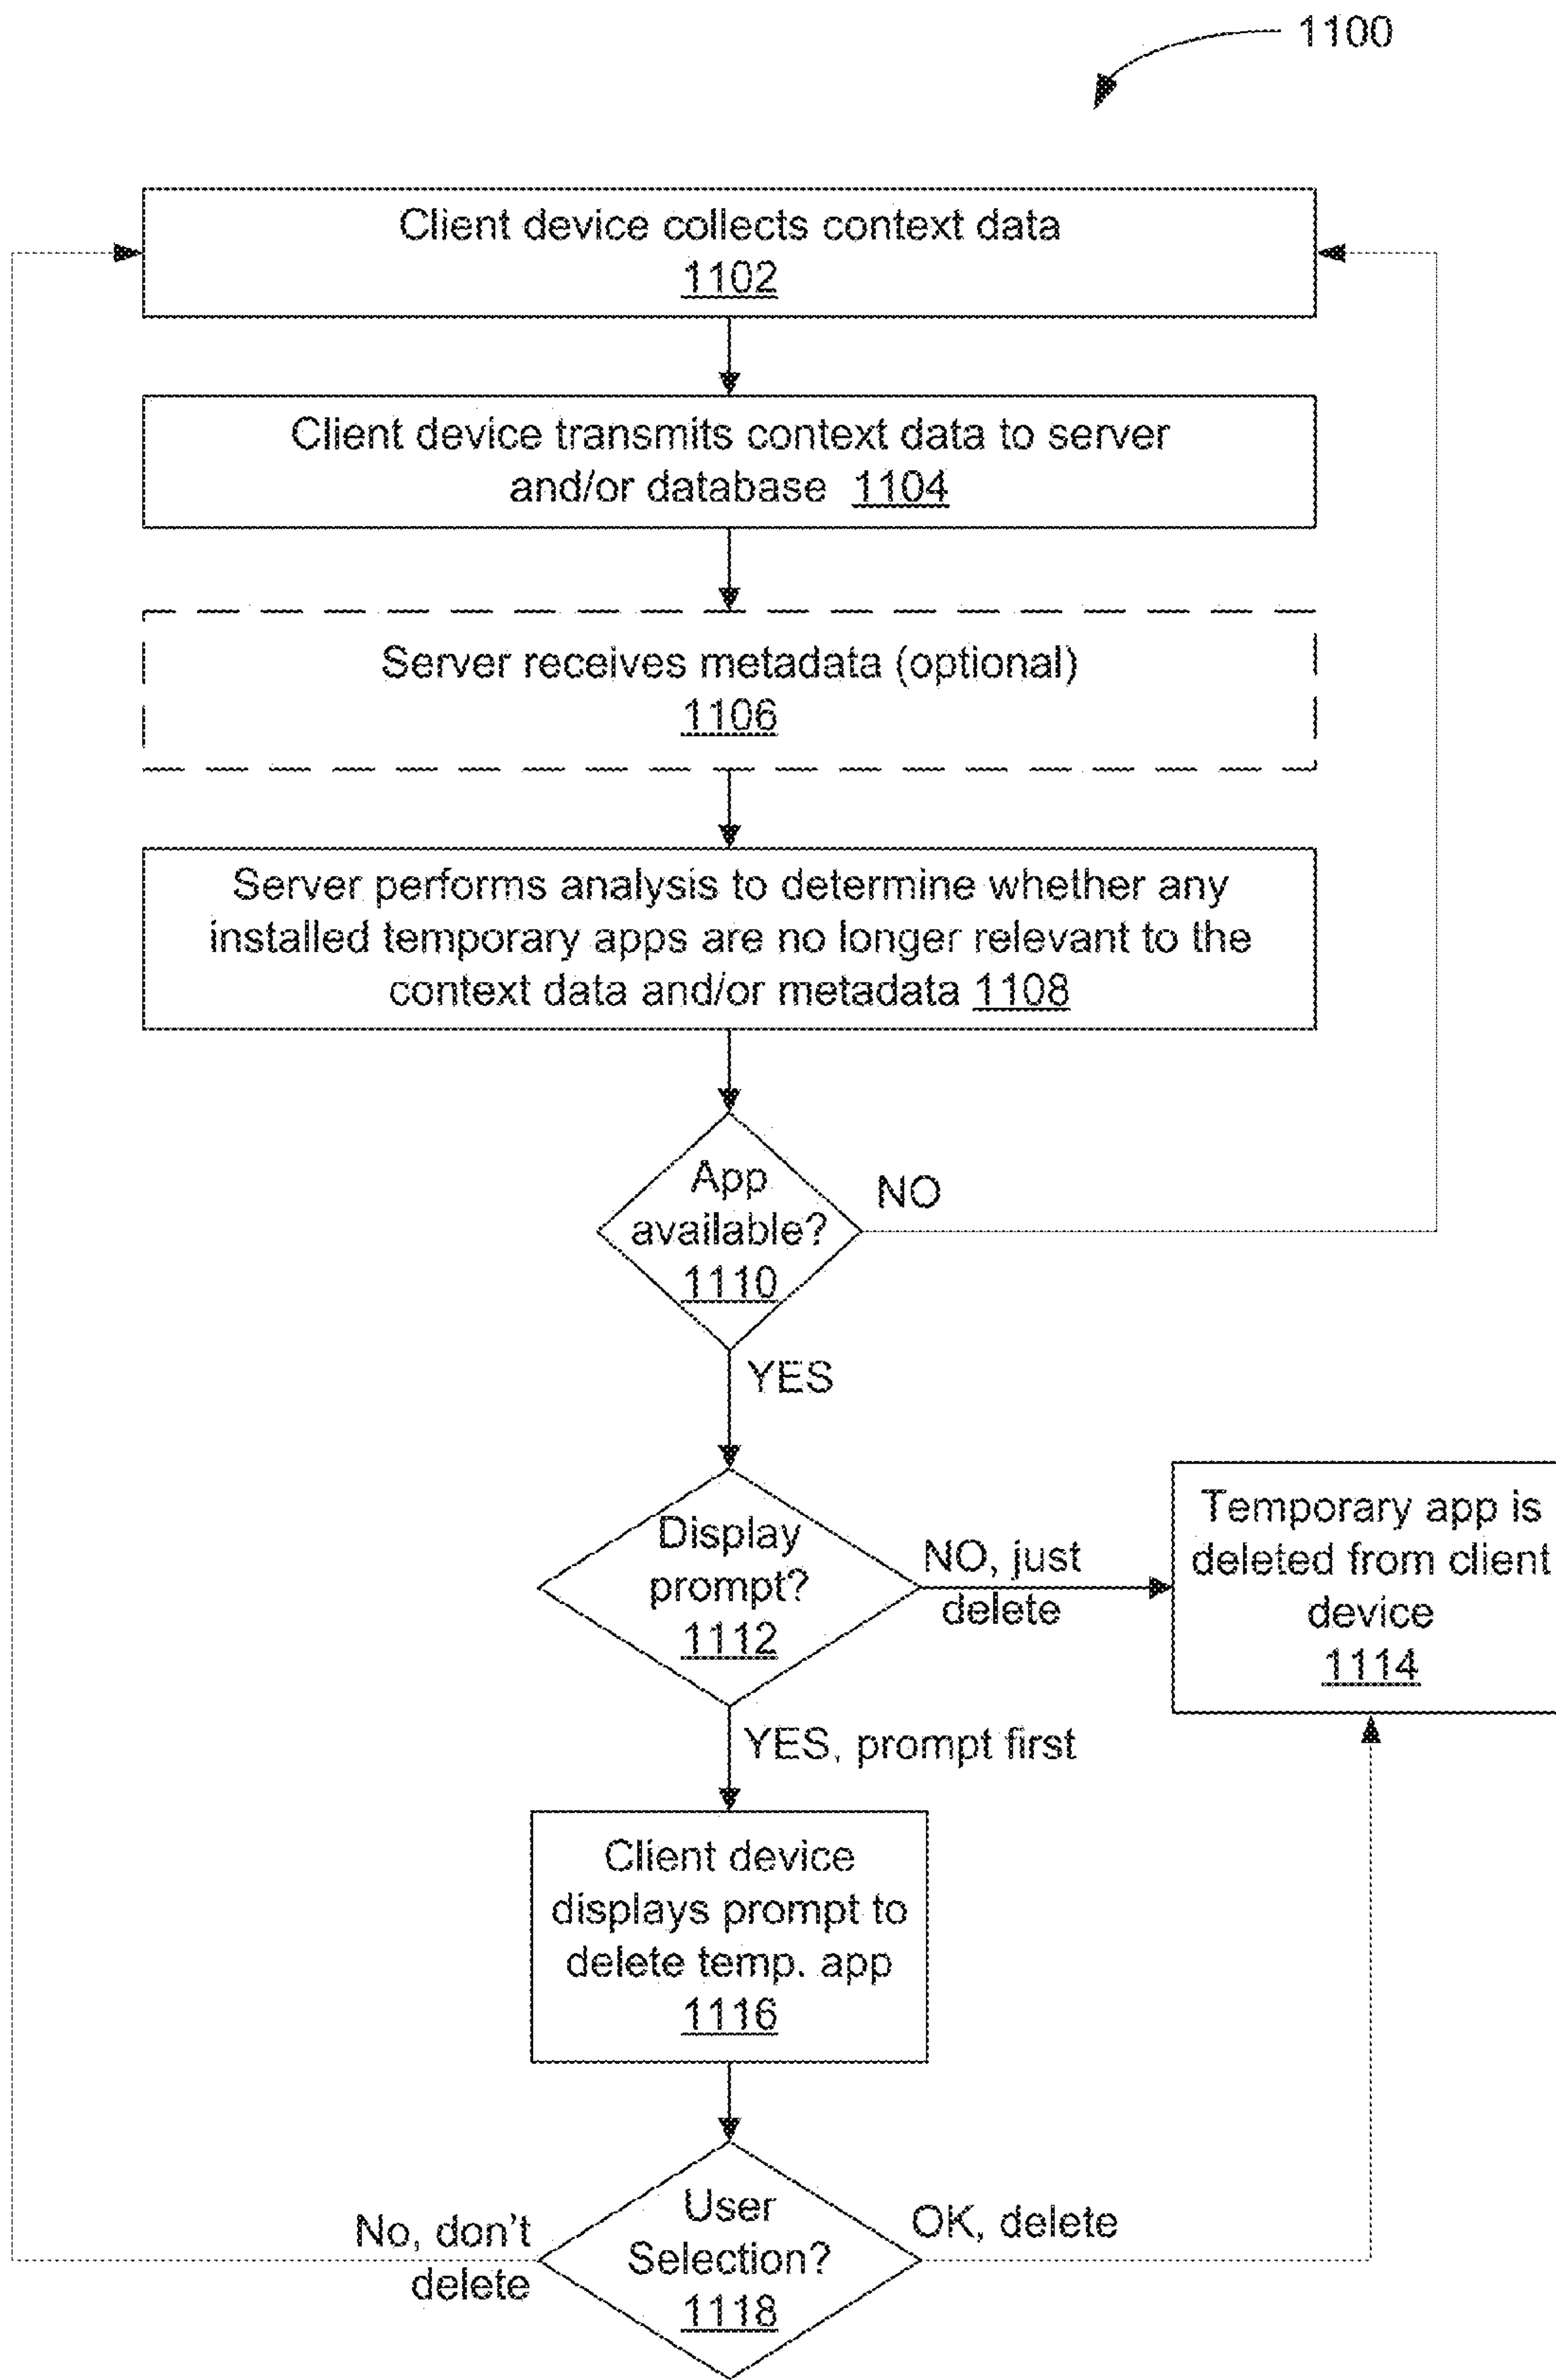 1100
Client device collects context data
1102
Client device transmits context data to server
and/or database 1104
Server receives metadata (optional)
1106
Server performs analysis to determine whether any
installed temporary apps are no longer relevant to the
context data and/or metadata 1108
App
available?
1110
NO
YES
Display
prompt?
1112
NO, just
delete
Temporary app is
deleted from client
device
1114
YES, prompt first
Client device
displays prompt to
delete temp. app
1116
User
Selection?
1118
No, don't
delete
OK, delete